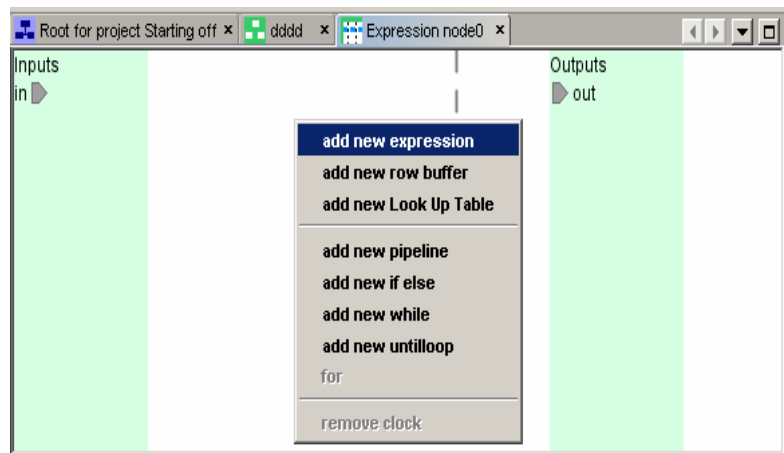 Root for project Starting off × dddd × Expression node0 ×
Inputs
in
Outputs
out
add new expression
add new row buffer
add new Look Up Table
add new pipeline
add new if else
add new while
add new untilloop
for
remove clock